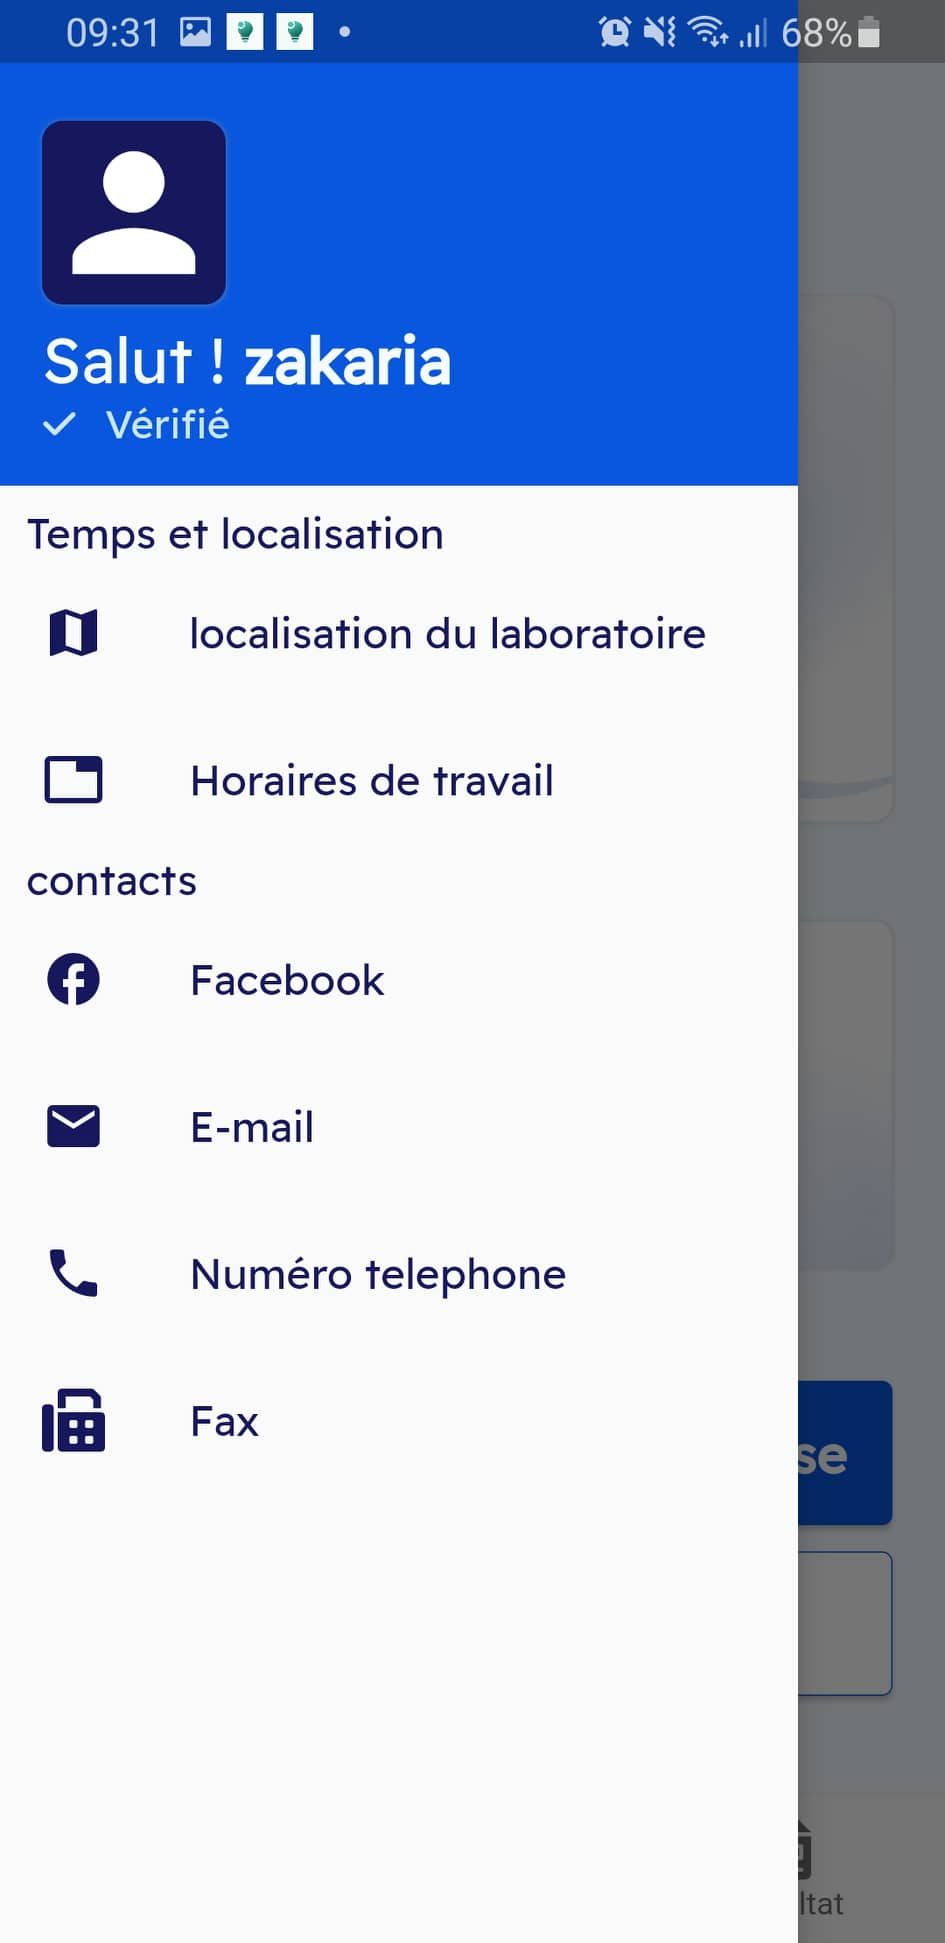 09:31
68%
Salut ! zakaria
Vérifié
Temps et localisation
localisation du laboratoire
Horaires de travail
contacts
Facebook
E-mail
Numéro telephone
Fax
se
ltat